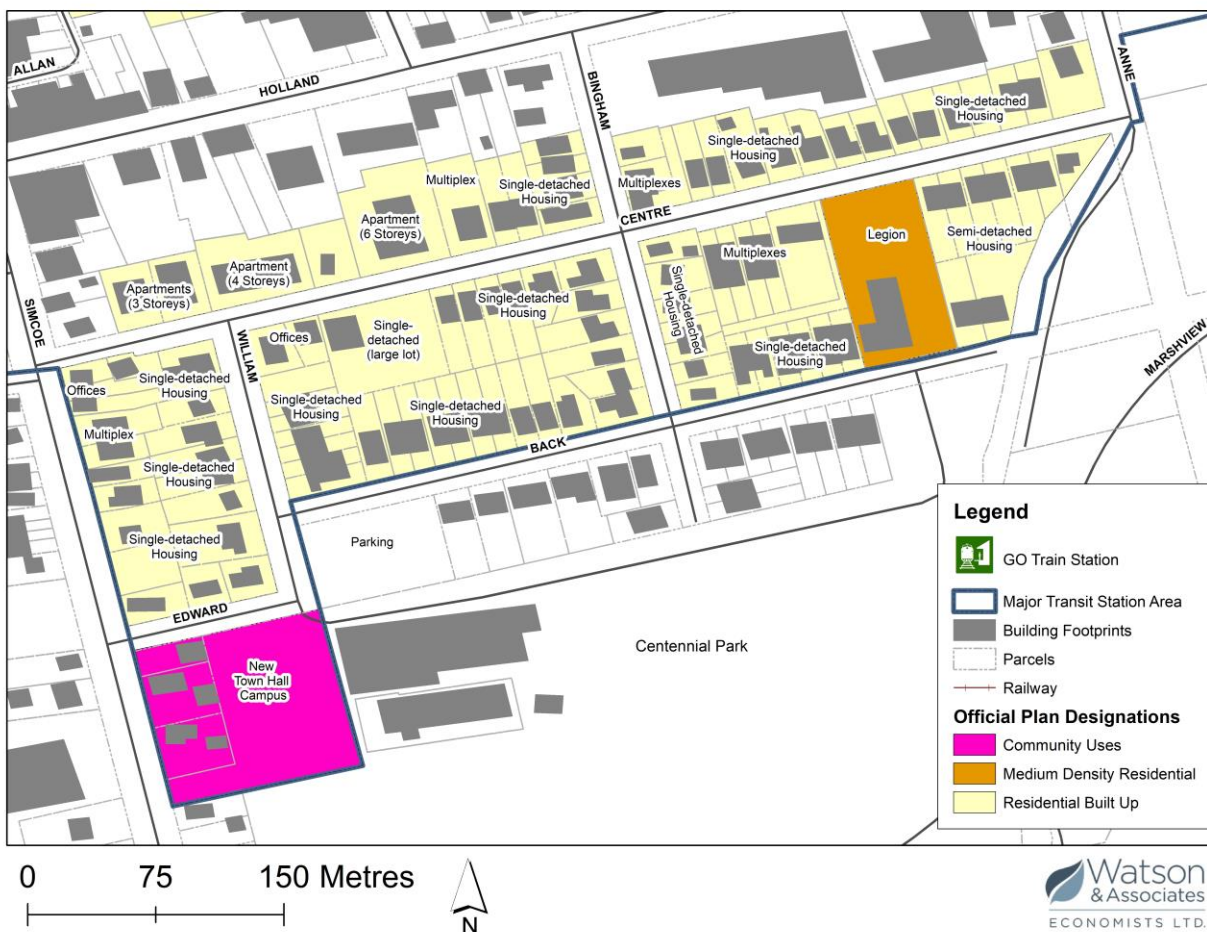 ALLAN
HOLLAND
BINGHAM
ANNE
Single-detached
Housing
Single-detached
Housing
Multiplex
Single-detached
Housing
Multiplexes
CENTRE
Apartment
(6 Storeys)
Legion
Semi-detached
Housing
Multiplexes
Apartment
(4 Storeys)
Apartments
(3 Storeys)
Single-detached
Housing
Single-detached
Housing
SIMCOE
WILLIAM
Offices
Single-
detached
(large lot)
Single-detached
Housing
MARSHVIEW
Offices
Single-detached
Housing
Single-detached
Housing
Single-detached
Housing
Multiplex
BACK
Single-detached
Housing
Parking
Single-detached
Housing
EDWARD
New
Town Hall
Campus
Centennial Park
Legend
GO Train Station
Major Transit Station Area
Building Footprints
Parcels
Railway
Official Plan Designations
Community Uses
Medium Density Residential
Residential Built Up
0 75 150 Metres
N
Watson
& Associates
ECONOMISTS LTD.